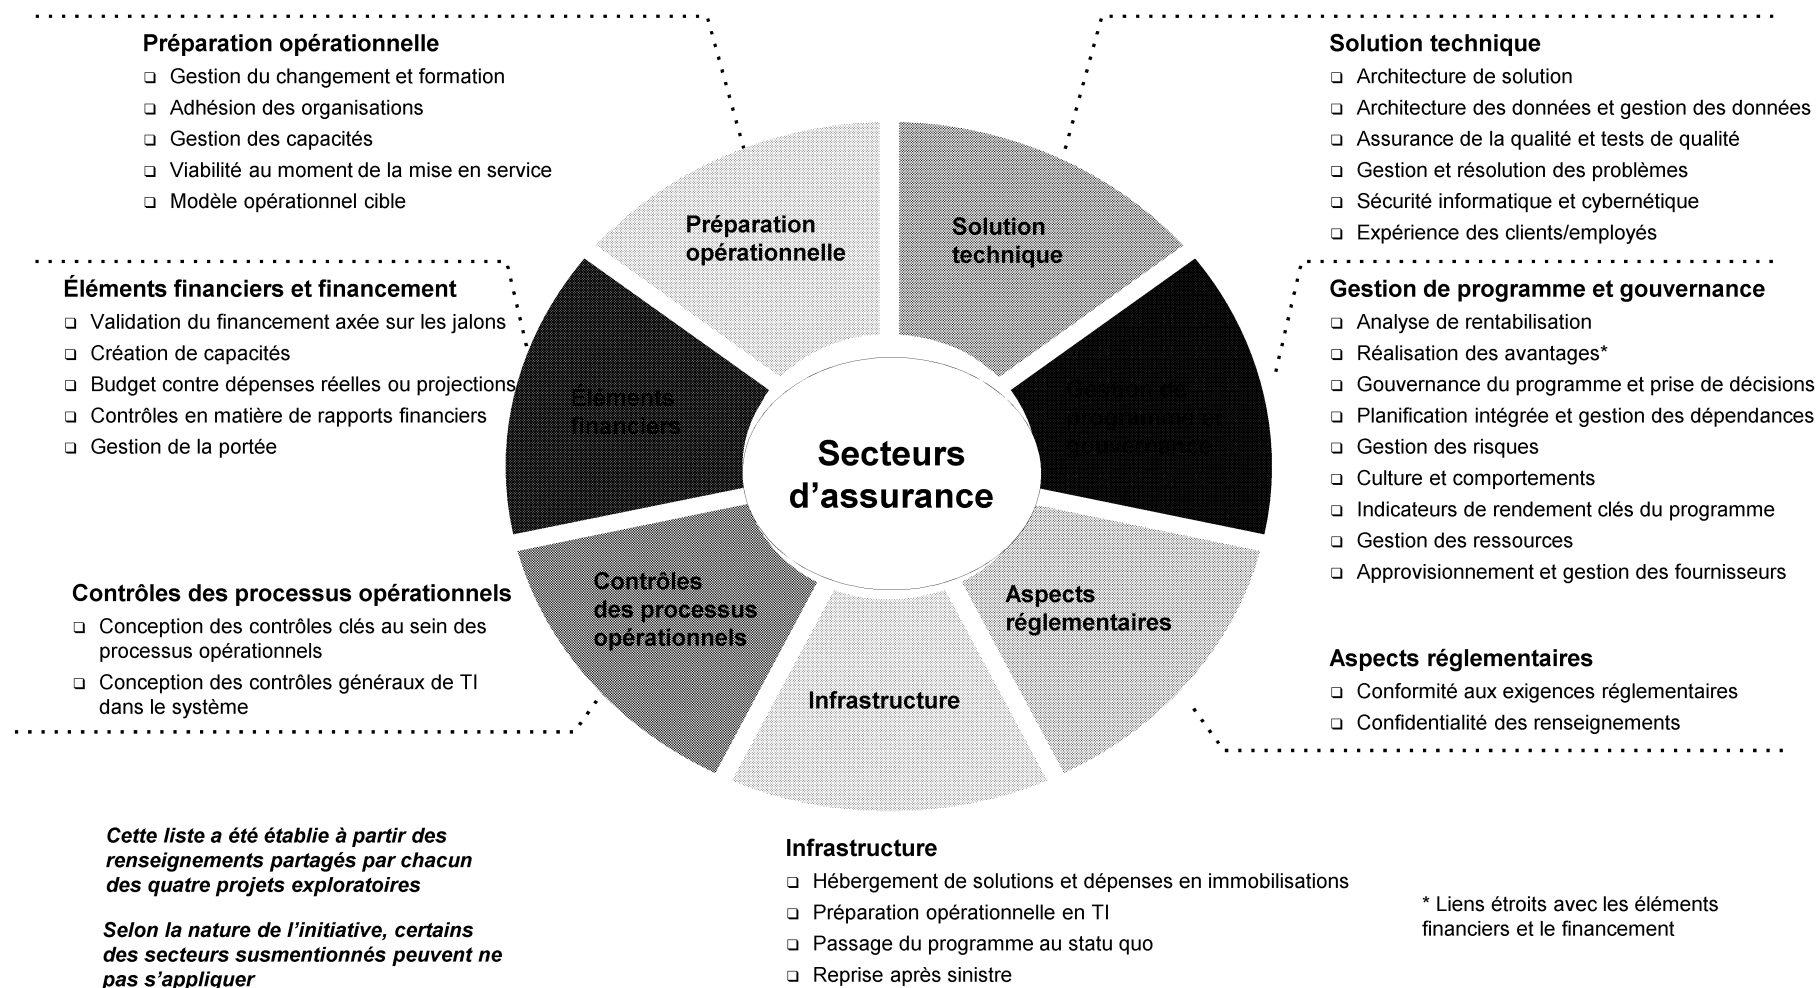 Préparation opérationnelle
❑ Gestion du changement et formation
❑ Adhésion des organisations
❑ Gestion des capacités
❑ Viabilité au moment de la mise en service
❑ Modèle opérationnel cible
Éléments financiers et financement
❑ Validation du financement axée sur les jalons
❑ Création de capacités
❑ Budget contre dépenses réelles ou projections
❑ Contrôles en matière de rapports financiers
❑ Gestion de la portée
Contrôles des processus opérationnels
❑ Conception des contrôles clés au sein des
processus opérationnels
❑ Conception des contrôles généraux de TI
dans le système
Préparation
opérationnelle
Solution
technique
Éléments
financiers
Gestion de
programme et
gouvernance
Secteurs
d’assurance
Contrôles
des processus
opérationnels
Aspects
réglementaires
Infrastructure
Solution technique
❑ Architecture de solution
❑ Architecture des données et gestion des données
❑ Assurance de la qualité et tests de qualité
❑ Gestion et résolution des problèmes
❑ Sécurité informatique et cybernétique
❑ Expérience des clients/employés
Gestion de programme et gouvernance
❑ Analyse de rentabilisation
❑ Réalisation des avantages*
❑ Gouvernance du programme et prise de décisions
❑ Planification intégrée et gestion des dépendances
❑ Gestion des risques
❑ Culture et comportements
❑ Indicateurs de rendement clés du programme
❑ Gestion des ressources
❑ Approvisionnement et gestion des fournisseurs
Aspects réglementaires
❑ Conformité aux exigences réglementaires
❑ Confidentialité des renseignements
Cette liste a été établie à partir des
renseignements partagés par chacun
des quatre projets exploratoires
Selon la nature de l’initiative, certains
des secteurs susmentionnés peuvent ne
pas s’appliquer
Infrastructure
❑ Hébergement de solutions et dépenses en immobilisations
❑ Préparation opérationnelle en TI
❑ Passage du programme au statu quo
❑ Reprise après sinistre
* Liens étroits avec les éléments
financiers et le financement